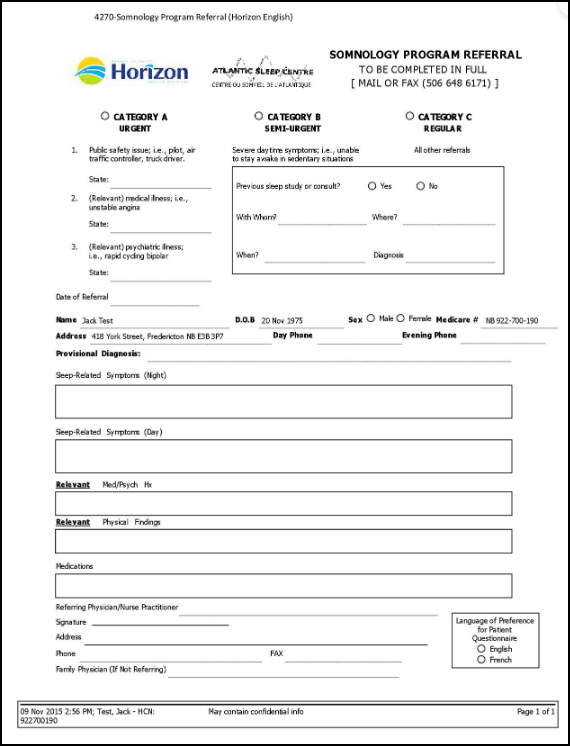 4270-Somnology Program Referral (Horizon English)
Horizon
ATLANTIC SLEEP CENTRE
CENTRE DU SOMMEIL DE L'ATLANTIQUE
SOMNOLOGY PROGRAM REFERRAL
TO BE COMPLETED IN FULL
[ MAIL OR FAX (506 648 6171) ]
CATEGORY A
URGENT
CATEGORY B
SEMI-URGENT
CATEGORY C
REGULAR
1. Public safety issue; i.e., pilot, air
traffic controller, truck driver.
State:
2. (Relevant) medical illness; i.e.,
unstable angina
State:
3. (Relevant) psychiatric illness;
i.e., rapid cycling bipolar
State:
Severe daytime symptoms; i.e., unable
to stay awake in sedentary situations
All other referrals
Previous sleep study or consult? Yes No
With Whom? Where?
When? Diagnosis
Date of Referral
Name Jack Test D.O.B 20 Nov 1975 Sex Male Female Medicare # NB 922-700-190
Address 418 York Street, Fredericton NB E3B 3P7 Day Phone Evening Phone
Provisional Diagnosis:
Sleep-Related Symptoms (Night)
Sleep-Related Symptoms (Day)
Relevant Med/Psych Hx
Relevant Physical Findings
Medications
Referring Physician/Nurse Practitioner
Signature
Address
Phone FAX
Family Physician (If Not Referring)
Language of Preference
for Patient
Questionnaire
English
French
09 Nov 2015 2:56 PM; Test, Jack - HCN:
922700190
May contain confidential info
Page 1 of 1